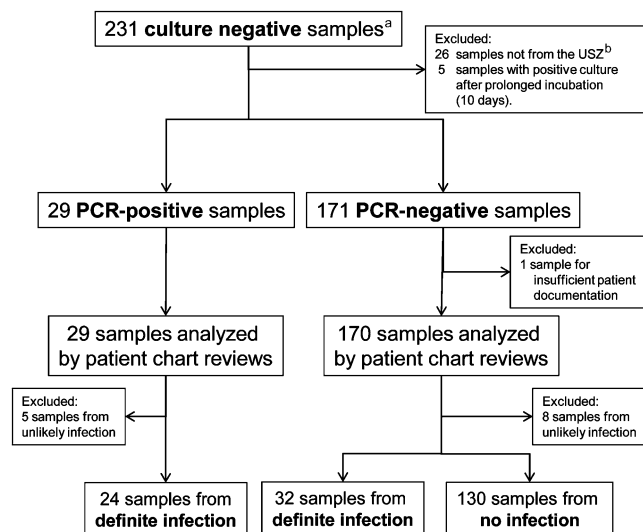 231 culture negative samplesa
Excluded:
26 samples not from the USZb
5 samples with positive culture
after prolonged incubation
(10 days).
29 PCR-positive samples
171 PCR-negative samples
Excluded:
1 sample for
insufficient patient
documentation
29 samples analyzed
by patient chart reviews
170 samples analyzed
by patient chart reviews
Excluded:
5 samples from
unlikely infection
Excluded:
8 samples from
unlikely infection
24 samples from
definite infection
32 samples from
definite infection
130 samples from
no infection